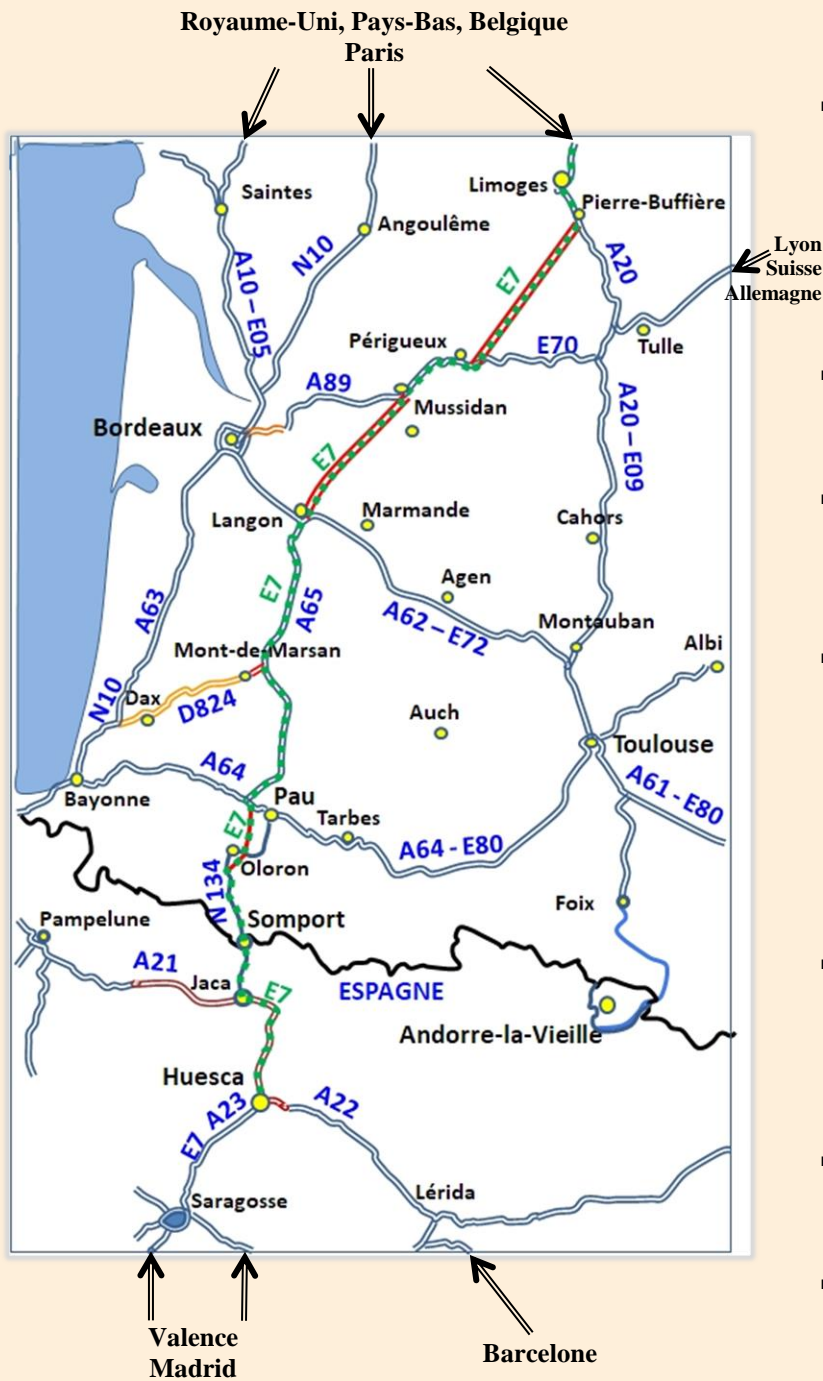 Royaume-Uni, Pays-Bas, Belgique
Paris
Limoges
Saintes
Pierre-Buffière
Angoulême
A10 – E05
N10
A20
E7
Lyon
Suisse
Allemagne
Périgueux
E70
Tulle
A89
Mussidan
A20 – E09
Bordeaux
E7
Langon
Marmande
Cahors
Agen
E7
A65
A63
A62 – E72
Montauban
Mont-de-Marsan
Albi
N10
Dax
D824
Auch
Toulouse
A64
Bayonne
Pau
A61 - E80
E7
Tarbes
A64 - E80
Oloron
N 134
Foix
Pampelune
Somport
A21
Jaca
E7
ESPAGNE
Andorre-la-Vieille
Huesca
A22
E7 A23
Saragosse
Lérida
Valence
Madrid
Barcelone